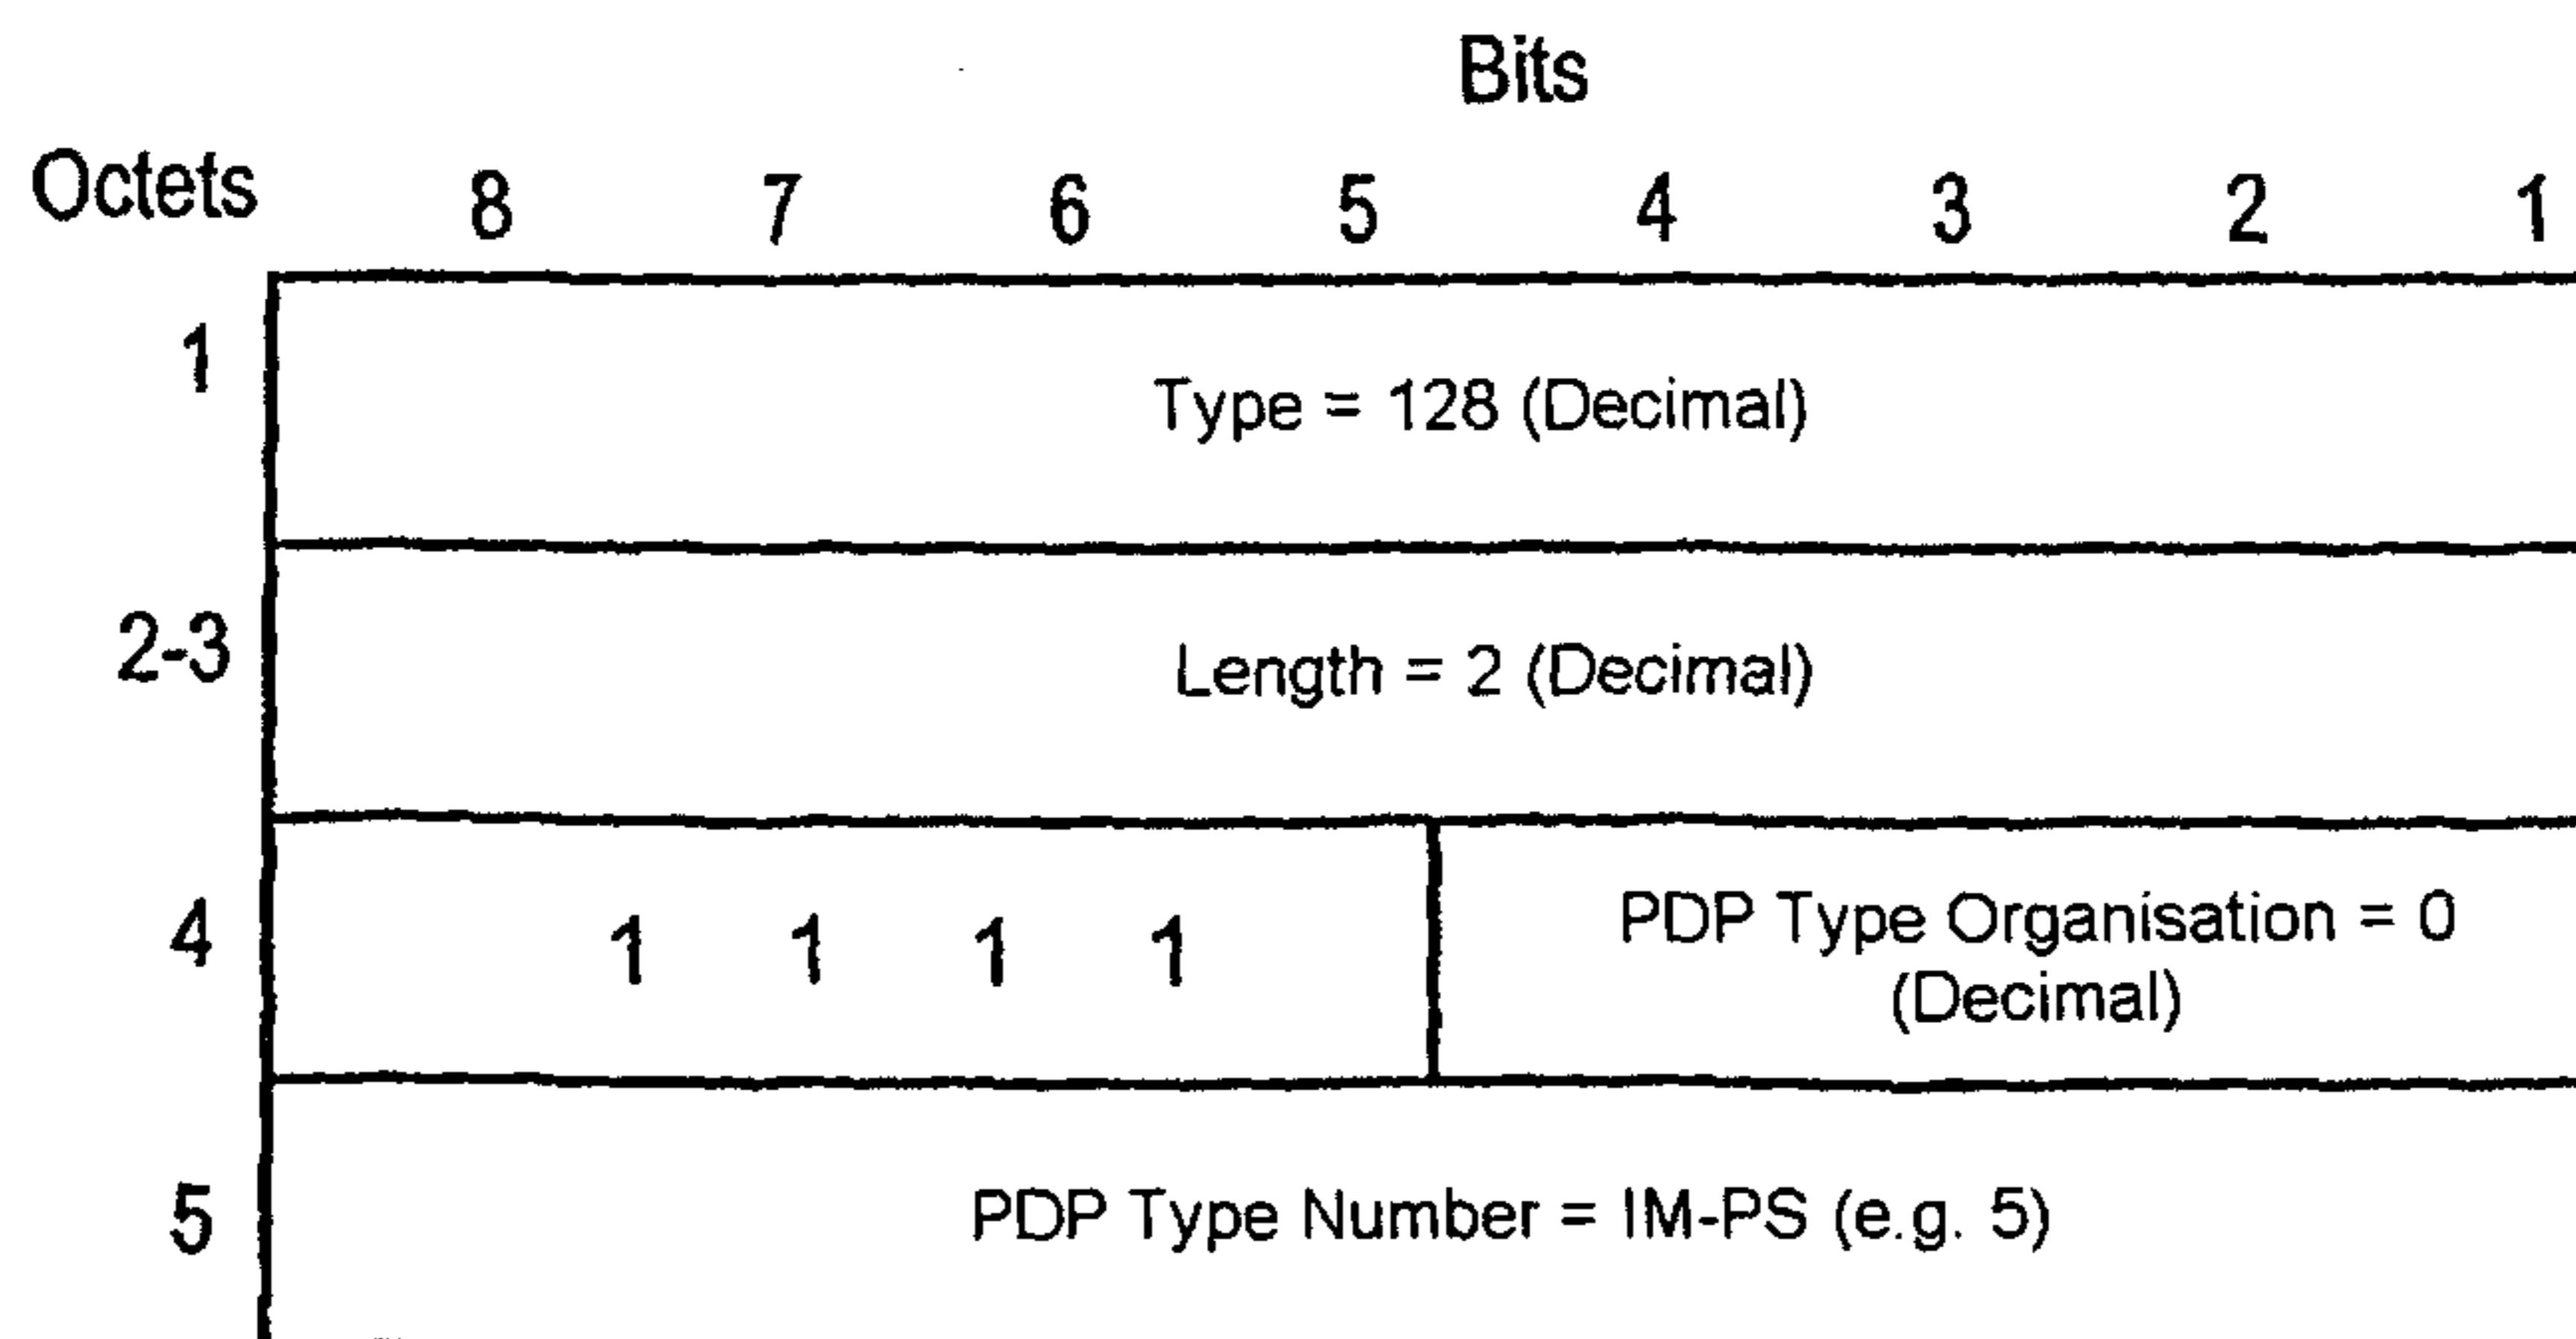 Bits
Octets 8 7 6 5 4 3 2 1
1 Type = 128 (Decimal)
2-3 Length = 2 (Decimal)
4 1 1 1 1 PDP Type Organisation = 0
(Decimal)
5 PDP Type Number = IM-PS (e.g. 5)